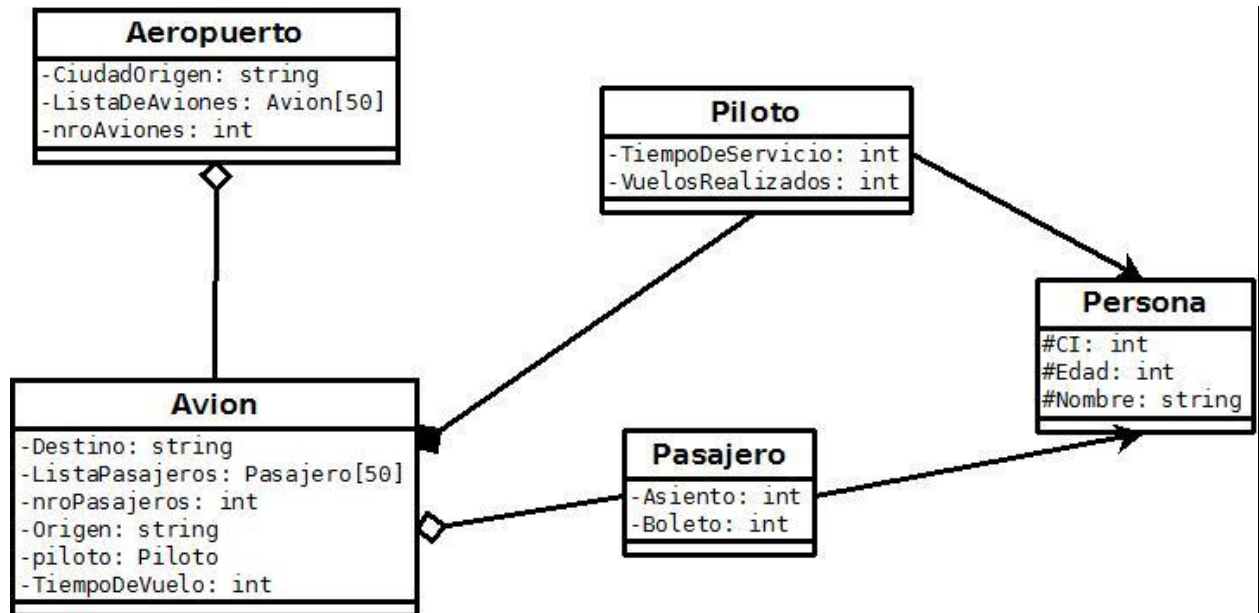 Aeropuerto
-CiudadOrigen: string
-ListaDeAviones: Avion[50]
-nroAviones: int
Piloto
-TiempoDeServicio: int
-VuelosRealizados: int
Persona
#CI: int
#Edad: int
#Nombre: string
Avion
-Destino: string
-ListaPasajeros: Pasajero[50]
-nroPasajeros: int
-Origen: string
-piloto: Piloto
-TiempoDeVuelo: int
Pasajero
-Asiento: int
-Boleto: int